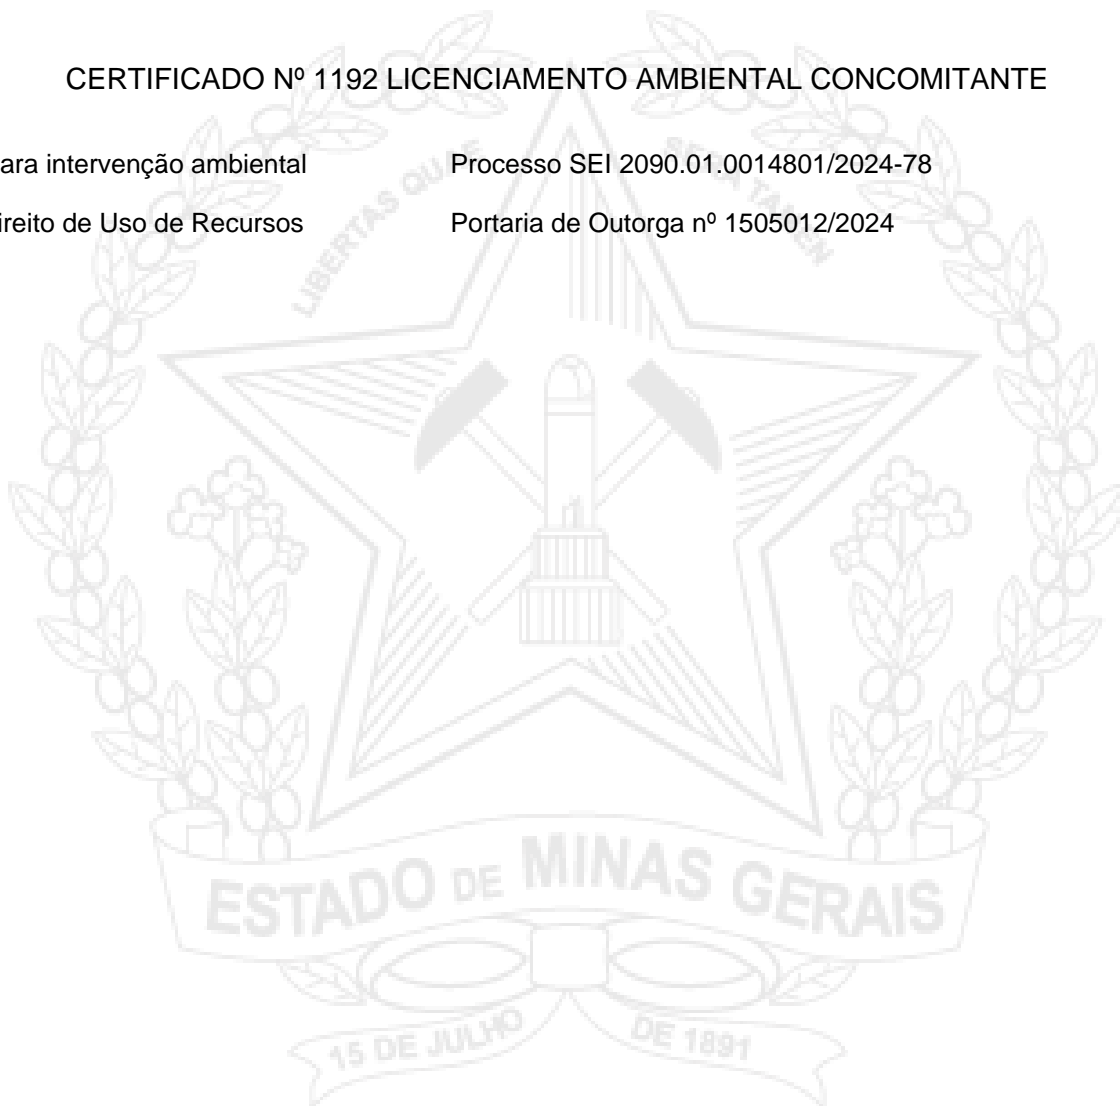 CERTIFICADO Nº 1192 LICENCIAMENTO AMBIENTAL CONCOMITANTE
ara intervenção ambiental Processo SEI 2090.01.0014801/2024-78
ireito de Uso de Recursos Portaria de Outorga nº 1505012/2024
LIBERTAS QUÆ SERA TAMEN
ESTADO DE MINAS GERAIS
15 DE JULHO DE 1891